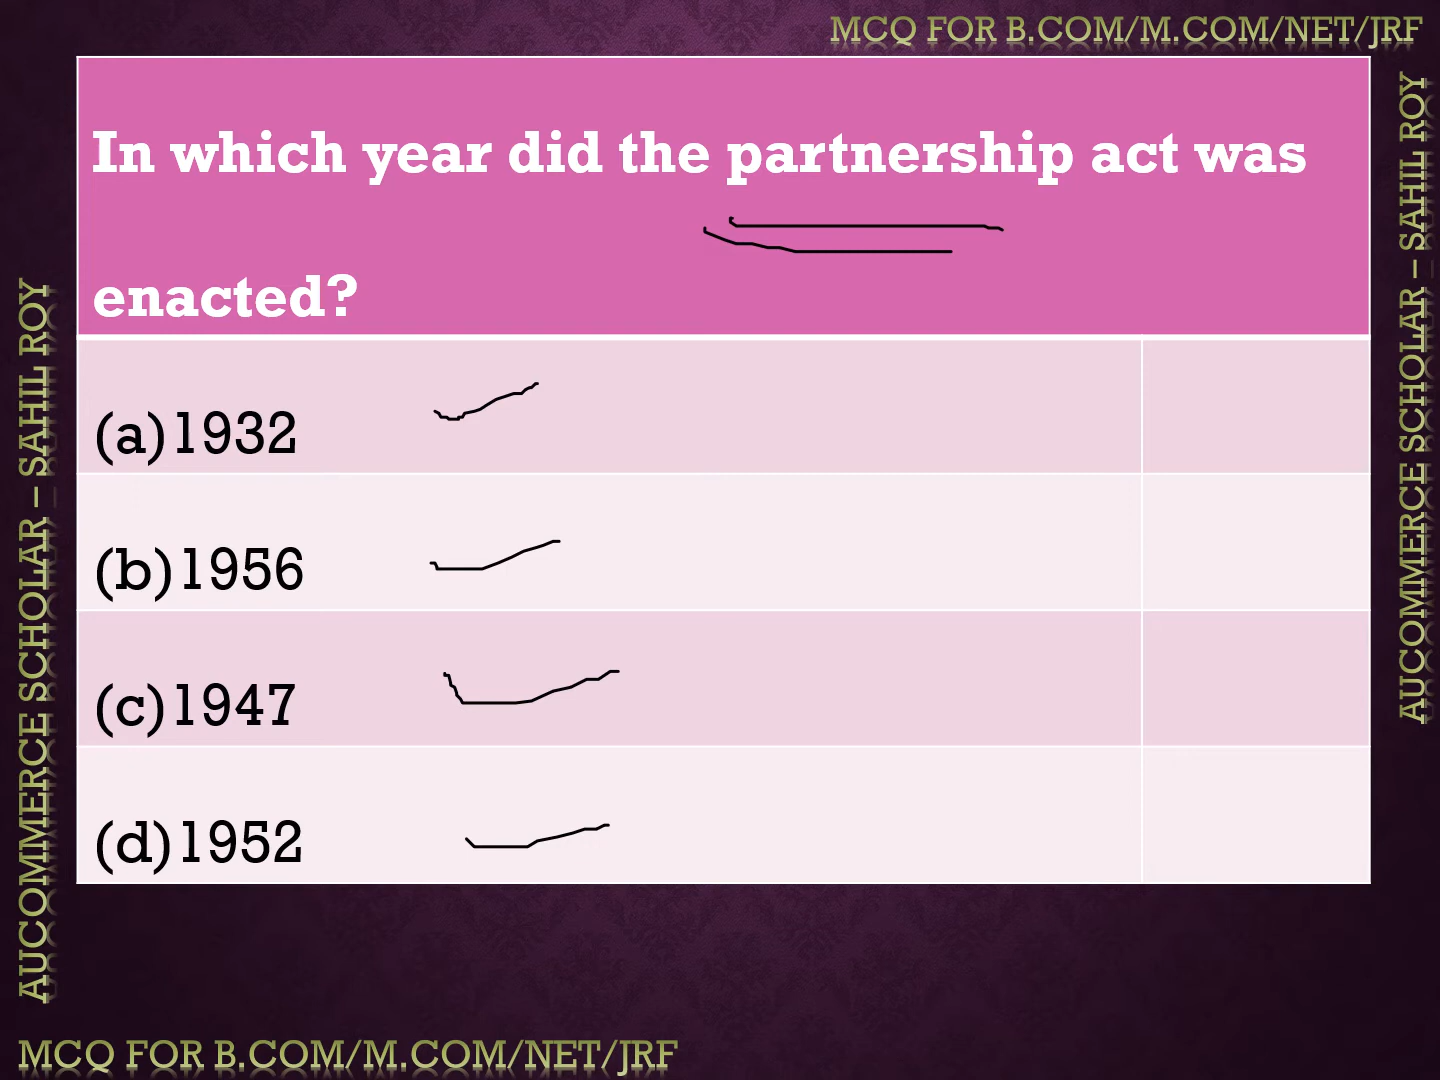 MCQ FOR B.COM/M.COM/NET/JRF
In which year did the partnership act was
enacted?
(a)1932
(b)1956
(c)1947
(d)1952
AUCOMMERCE SCHOLAR – SAHIL ROY
AUCOMMERCE SCHOLAR – SAHIL ROY
MCQ FOR B.COM/M.COM/NET/JRF